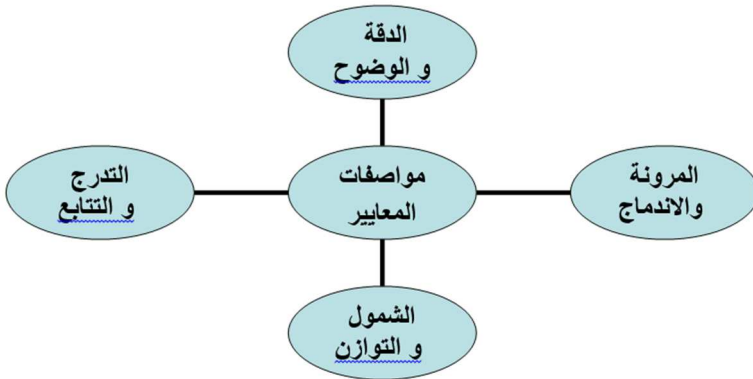 الدقة
و الوضوح
المرونة
والاندماج
مواصفات
المعايير
التدرج
و التتابع
الشمول
و التوازن